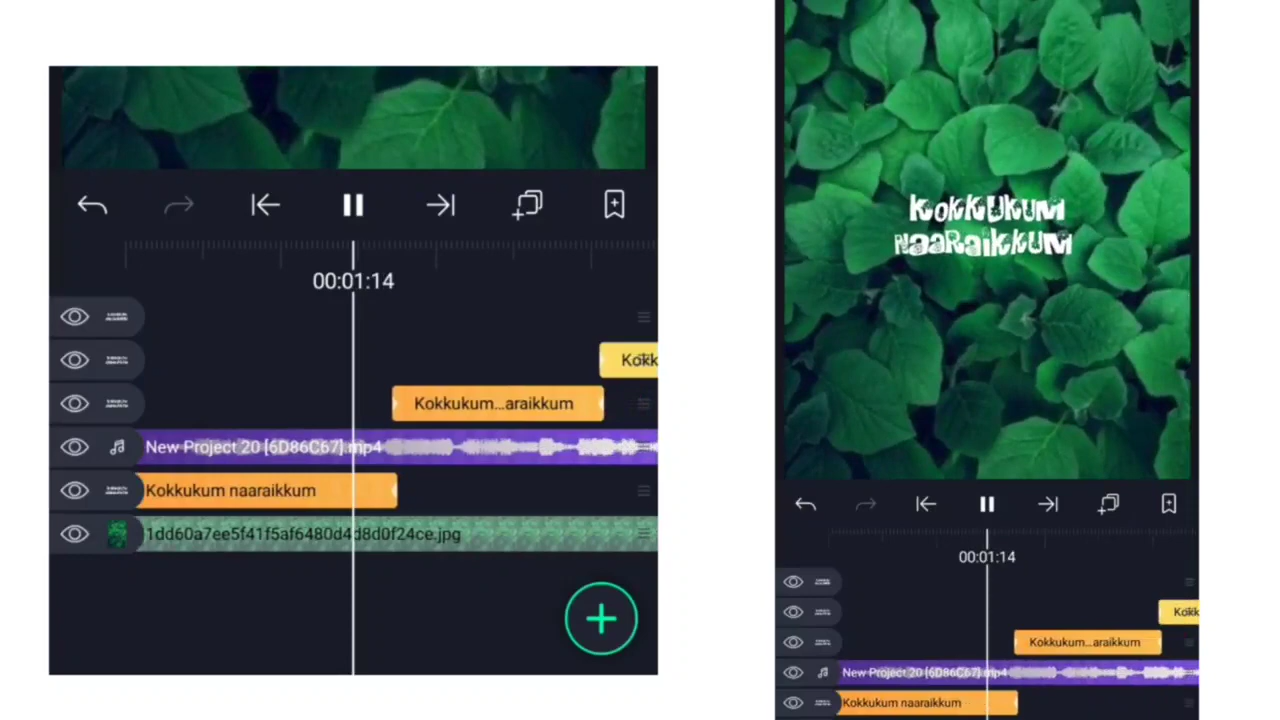 00:01:14
Kokk
Kokkukum...araikkum
New Project 20 [6D86C67].mp4
Kokkukum naaraikkum
1dd60a7ee5f41f5af6480d4d8d0f24ce.jpg
KOKKUKUM
NAARAIKKUM
00:01:14
Kokk
Kokkukum...araikkum
New Project 20 [6D86C67].mp4
Kokkukum naaraikkum